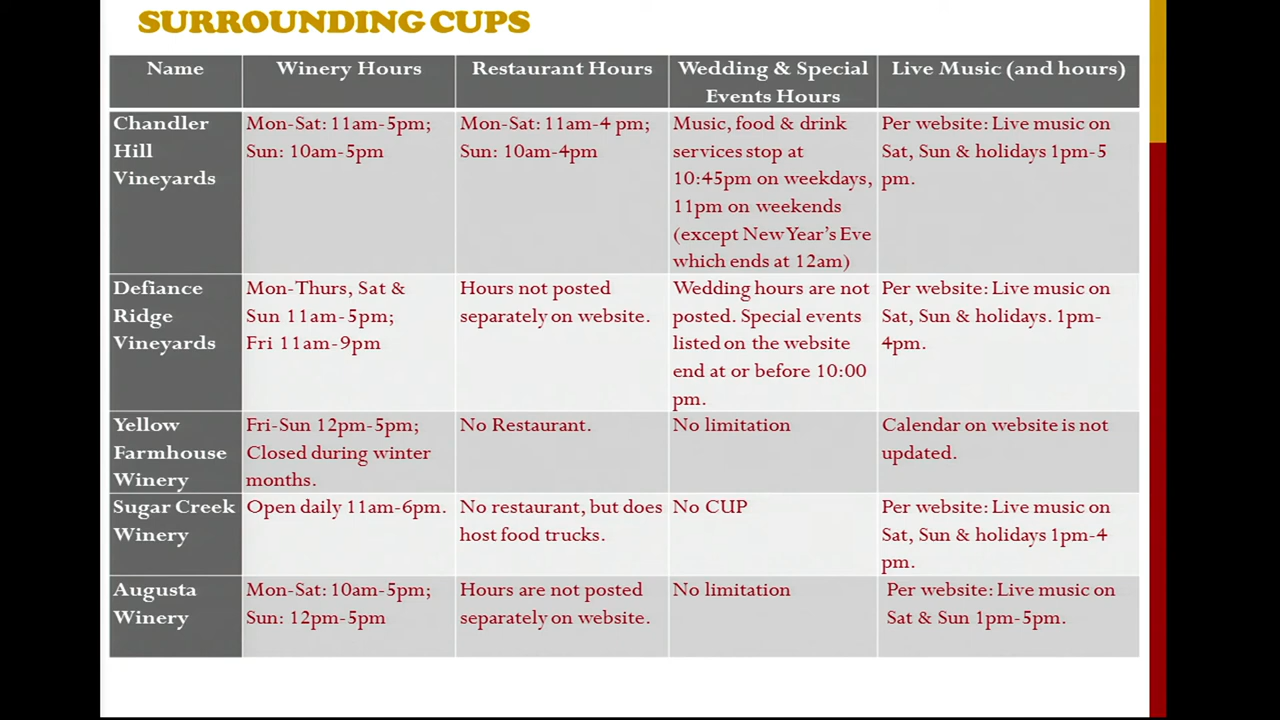 SURROUNDING CUPS
Name
Winery Hours
Restaurant Hours
Wedding & Special
Events Hours
Live Music (and hours)
Chandler
Hill
Vineyards
Mon-Sat: 11am-5pm;
Sun: 10am-5pm
Mon-Sat: 11am-4 pm;
Sun: 10am-4pm
Music, food & drink
services stop at
10:45pm on weekdays,
11pm on weekends
(except New Year’s Eve
which ends at 12am)
Per website: Live music on
Sat, Sun & holidays 1pm-5
pm.
Defiance
Ridge
Vineyards
Mon-Thurs, Sat &
Sun 11am-5pm;
Fri 11am-9pm
Hours not posted
separately on website.
Wedding hours are not
posted. Special events
listed on the website
end at or before 10:00
pm.
Per website: Live music on
Sat, Sun & holidays. 1pm-
4pm.
Yellow
Farmhouse
Winery
Fri-Sun 12pm-5pm;
Closed during winter
months.
No Restaurant.
No limitation
Calendar on website is not
updated.
Sugar Creek
Winery
Open daily 11am-6pm.
No restaurant, but does
host food trucks.
No CUP
Per website: Live music on
Sat, Sun & holidays 1pm-4
pm.
Augusta
Winery
Mon-Sat: 10am-5pm;
Sun: 12pm-5pm
Hours are not posted
separately on website.
No limitation
Per website: Live music on
Sat & Sun 1pm-5pm.